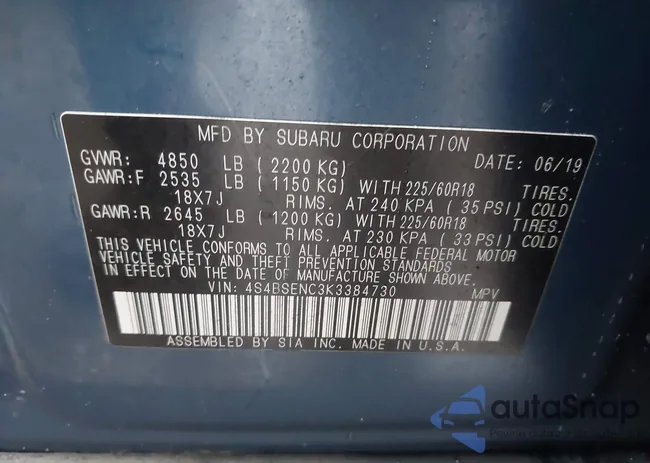 MFD BY SUBARU CORPORATION
GVWR: 4850 LB ( 2200 KG) DATE: 06/19
GAWR:F 2535 LB ( 1150 KG) WITH 225/60R18 TIRES.
18X7J RIMS. AT 240 KPA ( 35 PSI) COLD
GAWR:R 2645 LB ( 1200 KG) WITH 225/60R18 TIRES.
18X7J RIMS. AT 230 KPA ( 33 PSI) COLD
THIS VEHICLE CONFORMS TO ALL APPLICABLE FEDERAL MOTOR
VEHICLE SAFETY AND THEFT PREVENTION STANDARDS
IN EFFECT ON THE DATE OF MANUFACTURE SHOWN ABOVE.
VIN: 4S4BSENC3K3384730 MPV
ASSEMBLED BY SIA INC. MADE IN U.S.A.
autoSnap